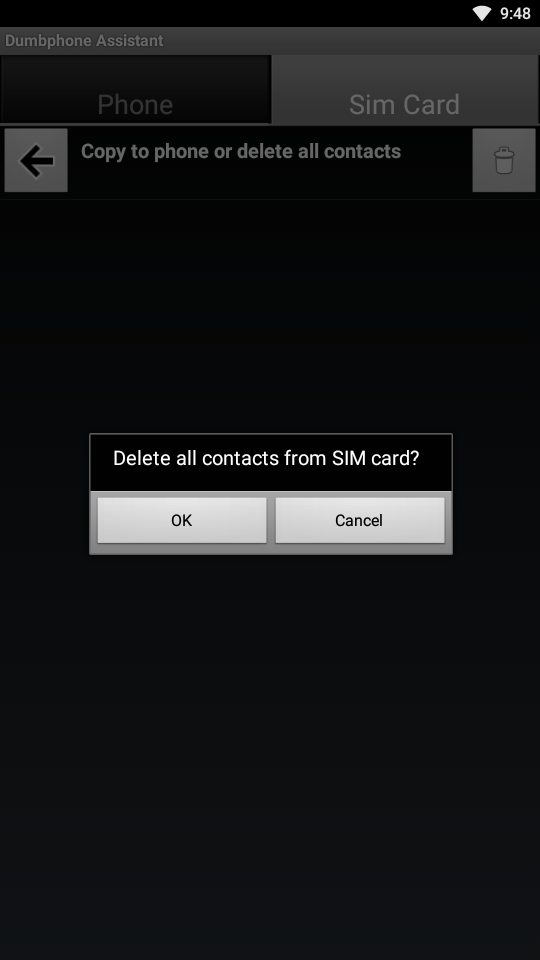 9:48
Dumbphone Assistant
Phone
Sim Card
Copy to phone or delete all contacts
Delete all contacts from SIM card?
OK
Cancel